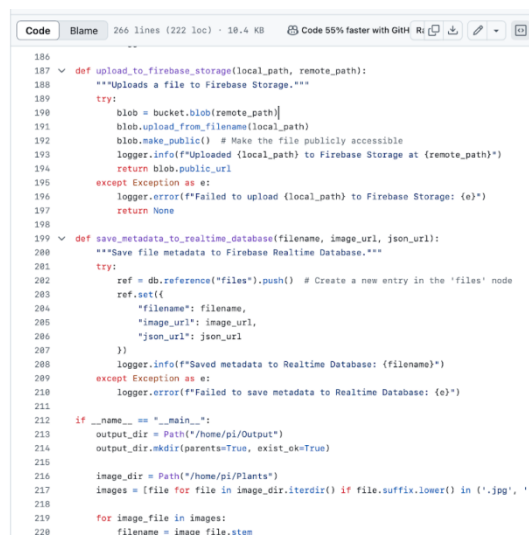 Code Blame 266 lines (222 loc) · 10.4 KB Code 55% faster with GitH
186
187 def upload_to_firebase_storage(local_path, remote_path):
188 """Uploads a file to Firebase Storage."""
189 try:
190 blob = bucket.blob(remote_path)
191 blob.upload_from_filename(local_path)
192 blob.make_public() # Make the file publicly accessible
193 logger.info(f"Uploaded {local_path} to Firebase Storage at {remote_path}")
194 return blob.public_url
195 except Exception as e:
196 logger.error(f"Failed to upload {local_path} to Firebase Storage: {e}")
197 return None
198
199 def save_metadata_to_realtime_database(filename, image_url, json_url):
200 """Save file metadata to Firebase Realtime Database."""
201 try:
202 ref = db.reference("files").push() # Create a new entry in the 'files' node
203 ref.set({
204 "filename": filename,
205 "image_url": image_url,
206 "json_url": json_url
207 })
208 logger.info(f"Saved metadata to Realtime Database: {filename}")
209 except Exception as e:
210 logger.error(f"Failed to save metadata to Realtime Database: {e}")
211
212 if __name__ == "__main__":
213 output_dir = Path("/home/pi/Output")
214 output_dir.mkdir(parents=True, exist_ok=True)
215
216 image_dir = Path("/home/pi/Plants")
217 images = [file for file in image_dir.iterdir() if file.suffix.lower() in ('.jpg', '
218
219 for image_file in images:
220 filename = image_file.stem